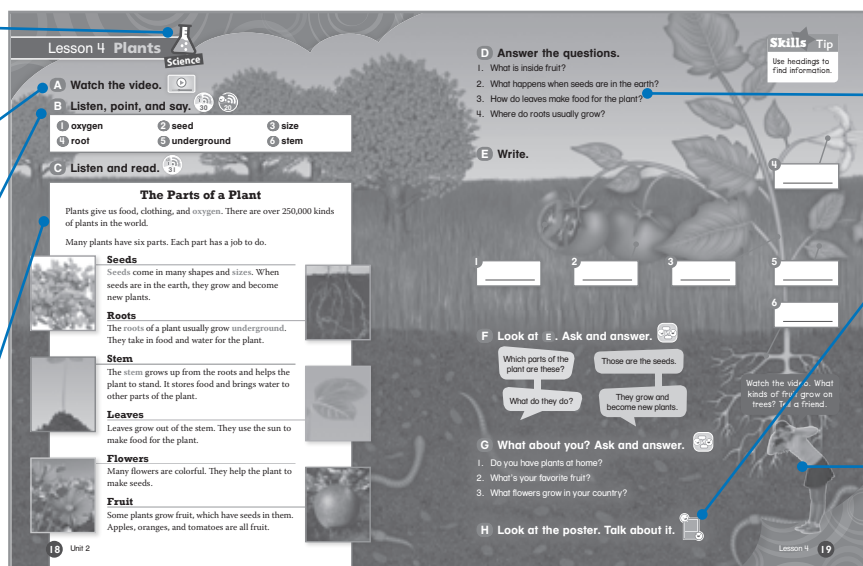 Lesson 4 Plants
Science
A Watch the video.
B Listen, point, and say. 30 20
1 oxygen 2 seed 3 size
4 root 5 underground 6 stem
C Listen and read. 31
The Parts of a Plant
Plants give us food, clothing, and oxygen. There are over 250,000 kinds
of plants in the world.
Many plants have six parts. Each part has a job to do.
Seeds
Seeds come in many shapes and sizes. When
seeds are in the earth, they grow and become
new plants.
Roots
The roots of a plant usually grow underground.
They take in food and water for the plant.
Stem
The stem grows up from the roots and helps the
plant to stand. It stores food and brings water to
other parts of the plant.
Leaves
Leaves grow out of the stem. They use the sun to
make food for the plant.
Flowers
Many flowers are colorful. They help the plant to
make seeds.
Fruit
Some plants grow fruit, which have seeds in them.
Apples, oranges, and tomatoes are all fruit.
18 Unit 2
D Answer the questions.
1. What is inside fruit?
2. What happens when seeds are in the earth?
3. How do leaves make food for the plant?
4. Where do roots usually grow?
Skills Tip
Use headings to
find information.
E Write.
4
1 2 3 5
6
F Look at E. Ask and answer.
Which parts of the
plant are these?
Those are the seeds.
What do they do?
They grow and
become new plants.
Watch the video. What
kinds of fruit grow on
trees? Tell a friend.
G What about you? Ask and answer.
1. Do you have plants at home?
2. What's your favorite fruit?
3. What flowers grow in your country?
H Look at the poster. Talk about it.
Lesson 4 19